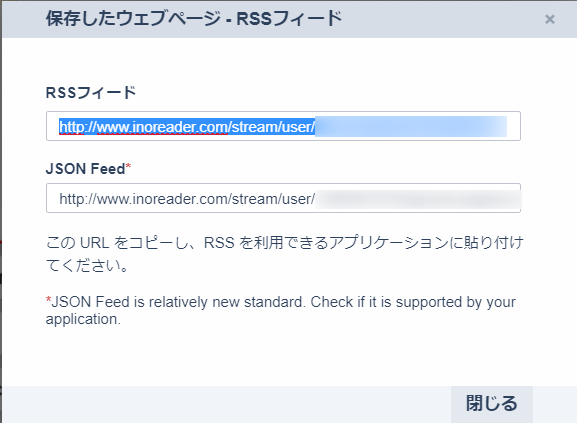 保存したウェブページ - RSSフィード
×
RSSフィード
http://www.inoreader.com/stream/user/
JSON Feed*
http://www.inoreader.com/stream/user/
この URL をコピーし、RSS を利用できるアプリケーションに貼り付け
てください。
*JSON Feed is relatively new standard. Check if it is supported by your
application.
閉じる